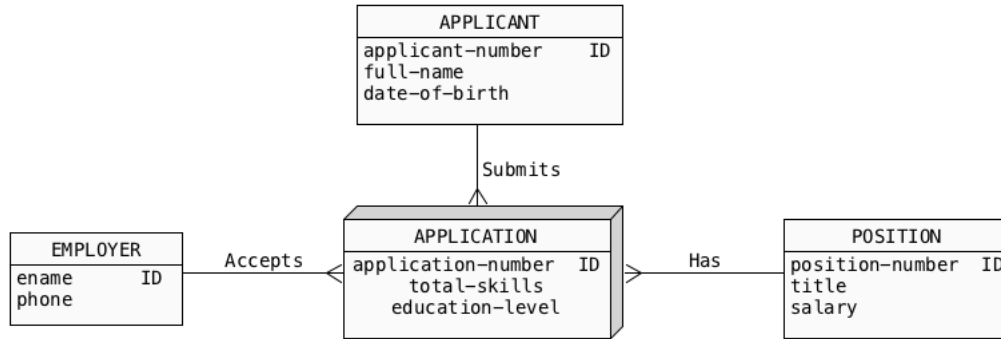 APPLICANT
applicant-number ID
full-name
date-of-birth
Submits
EMPLOYER
ename ID
phone
Accepts
APPLICATION
application-number ID
total-skills
education-level
Has
POSITION
position-number ID
title
salary